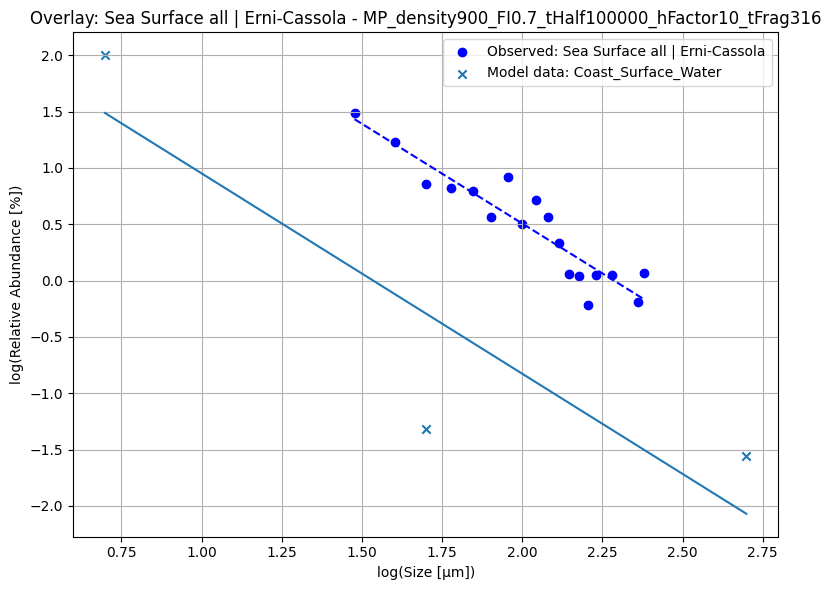 Overlay: Sea Surface all | Erni-Cassola - MP_density900_FI0.7_tHalf100000_hFactor10_tFrag316
Observed: Sea Surface all | Erni-Cassola
Model data: Coast_Surface_Water
log(Relative Abundance [%])
2.0
1.5
1.0
0.5
0.0
−0.5
−1.0
−1.5
−2.0
0.75 1.00 1.25 1.50 1.75 2.00 2.25 2.50 2.75
log(Size [μm])